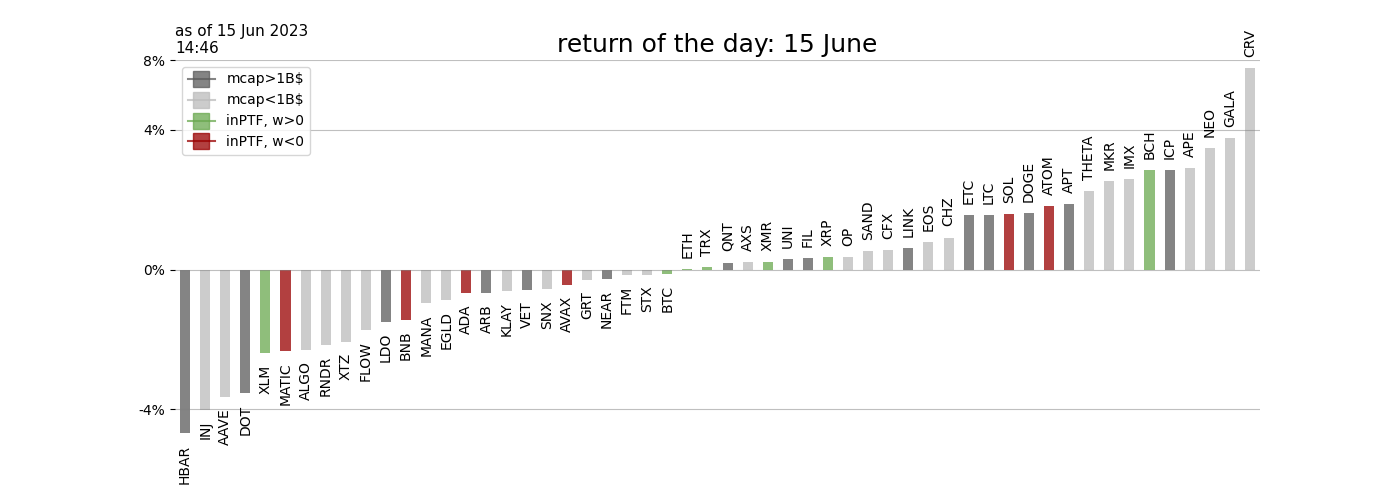 as of 15 Jun 2023
14:46
return of the day: 15 June
8%
4%
0%
-4%
mcap>1B$
mcap<1B$
inPTF, w>0
inPTF, w<0
HBAR
INJ
AAVE
DOT
XLM
MATIC
ALGO
RNDR
XTZ
FLOW
LDO
BNB
MANA
EGLD
ADA
ARB
KLAY
VET
SNX
AVAX
GRT
NEAR
FTM
STX
BTC
ETH
TRX
QNT
AXS
XMR
UNI
FIL
XRP
OP
SAND
CFX
LINK
EOS
CHZ
ETC
LTC
SOL
DOGE
ATOM
APT
THETA
MKR
IMX
BCH
ICP
APE
NEO
GALA
CRV